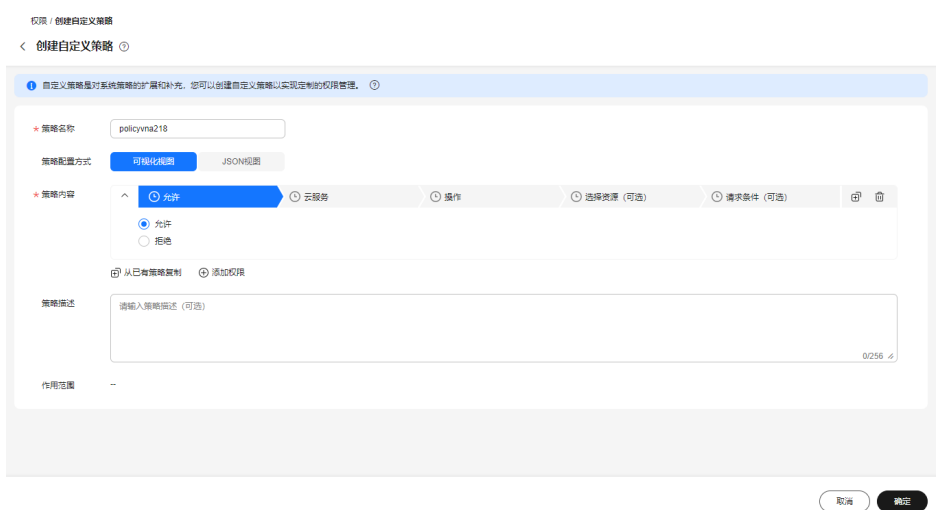 权限 / 创建自定义策略
创建自定义策略
自定义策略是对系统策略的扩展和补充，您可以创建自定义策略以实现定制的权限管理。
* 策略名称 policyvna218
策略配置方式 可视化视图 JSON视图
* 策略内容 允许 云服务 操作 选择资源（可选） 请求条件（可选）
允许
拒绝
从已有策略复制 添加权限
策略描述 请输入策略描述（可选）
0/256
作用范围 --
取消 确定